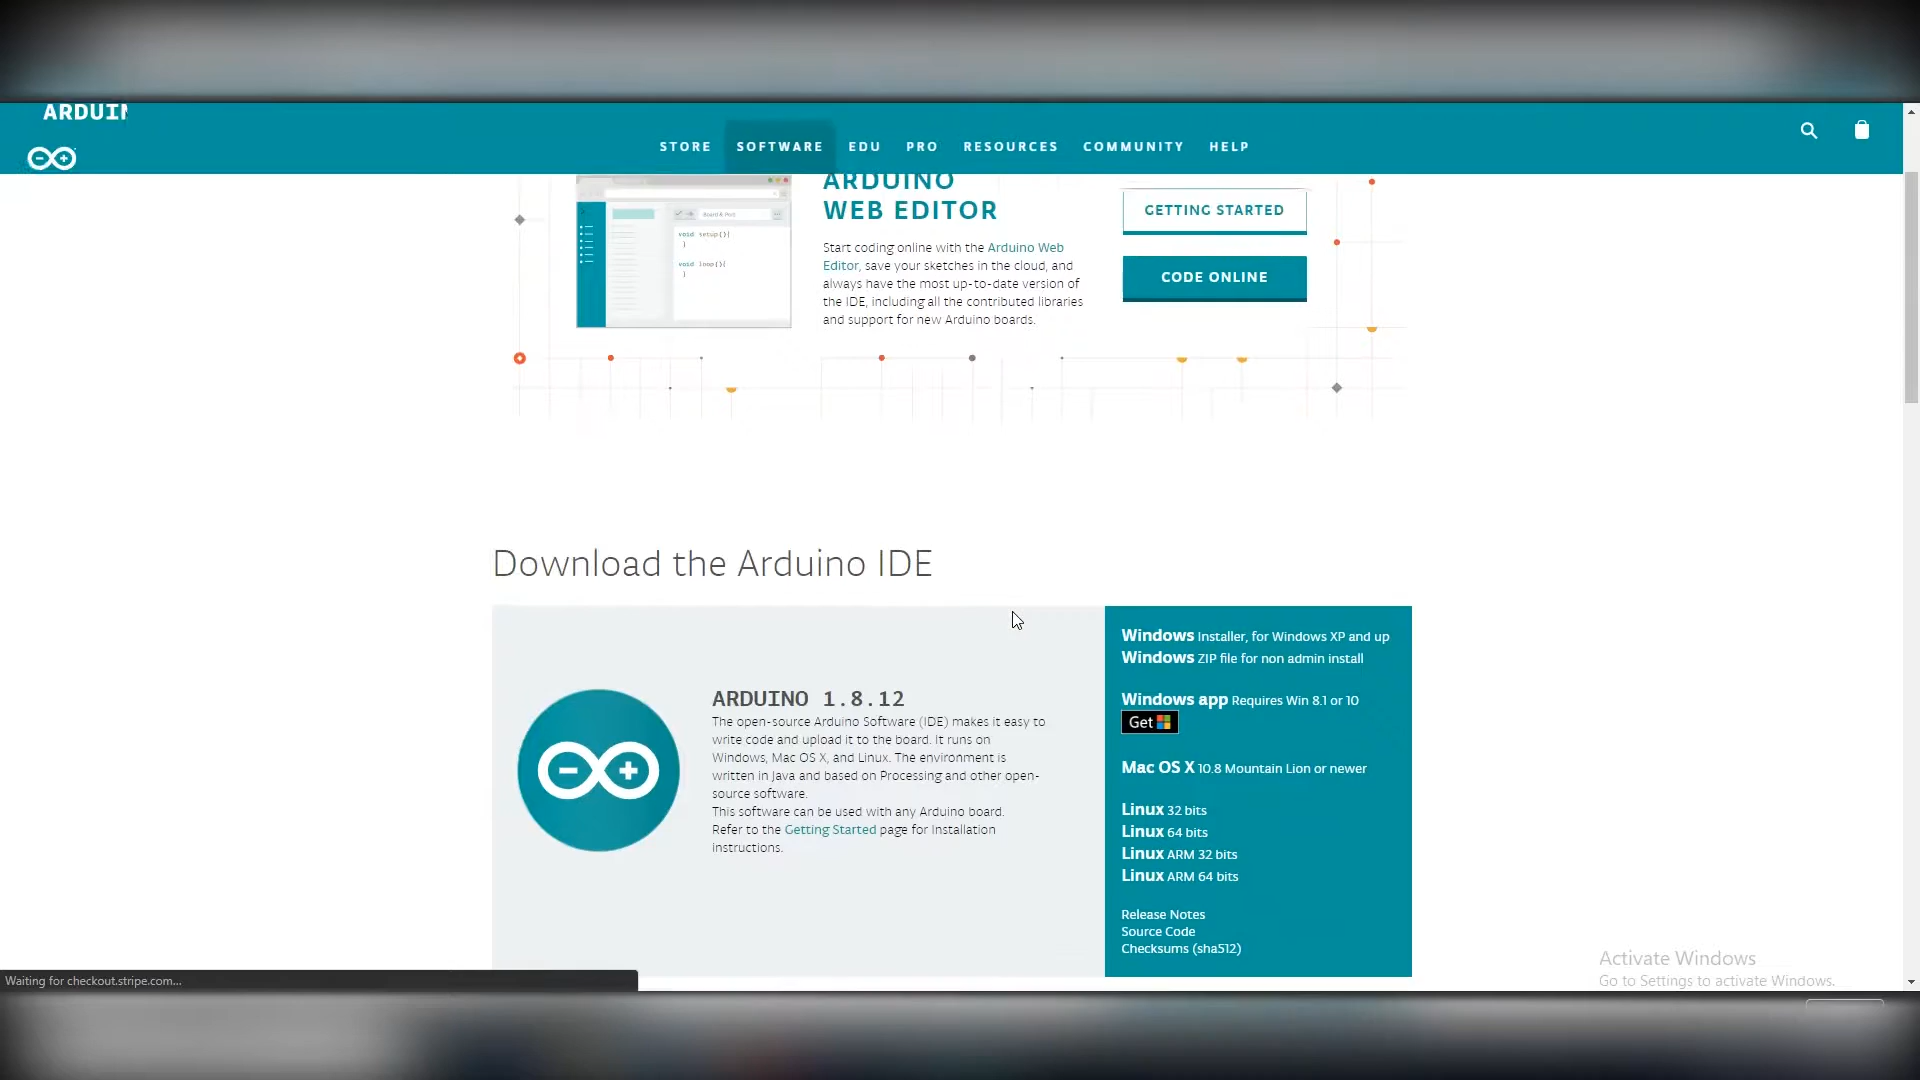 ARDUIN
STORE SOFTWARE EDU PRO RESOURCES COMMUNITY HELP
ARDUINO
WEB EDITOR
Start coding online with the Arduino Web
Editor, save your sketches in the cloud, and
always have the most up-to-date version of
the IDE, including all the contributed libraries
and support for new Arduino boards.
Board & Port
void setup(){
}
void loop(){
}
GETTING STARTED
CODE ONLINE
Download the Arduino IDE
ARDUINO 1.8.12
The open-source Arduino Software (IDE) makes it easy to
write code and upload it to the board. It runs on
Windows, Mac OS X, and Linux. The environment is
written in Java and based on Processing and other open-
source software.
This software can be used with any Arduino board.
Refer to the Getting Started page for Installation
instructions.
Windows Installer, for Windows XP and up
Windows ZIP file for non admin install
Windows app Requires Win 8.1 or 10
Get
Mac OS X 10.8 Mountain Lion or newer
Linux 32 bits
Linux 64 bits
Linux ARM 32 bits
Linux ARM 64 bits
Release Notes
Source Code
Checksums (sha512)
Activate Windows
Go to Settings to activate Windows.
Waiting for checkout.stripe.com...